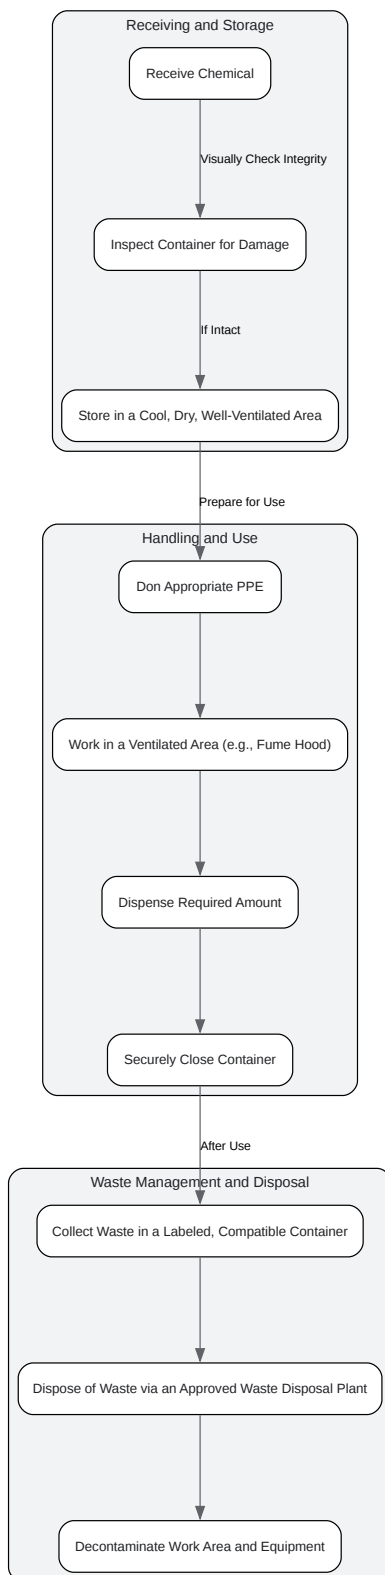 Receiving and Storage
Receive Chemical
Visually Check Integrity
Inspect Container for Damage
If Intact
Store in a Cool, Dry, Well-Ventilated Area
Prepare for Use
Handling and Use
Don Appropriate PPE
Work in a Ventilated Area (e.g., Fume Hood)
Dispense Required Amount
Securely Close Container
After Use
Waste Management and Disposal
Collect Waste in a Labeled, Compatible Container
Dispose of Waste via an Approved Waste Disposal Plant
Decontaminate Work Area and Equipment